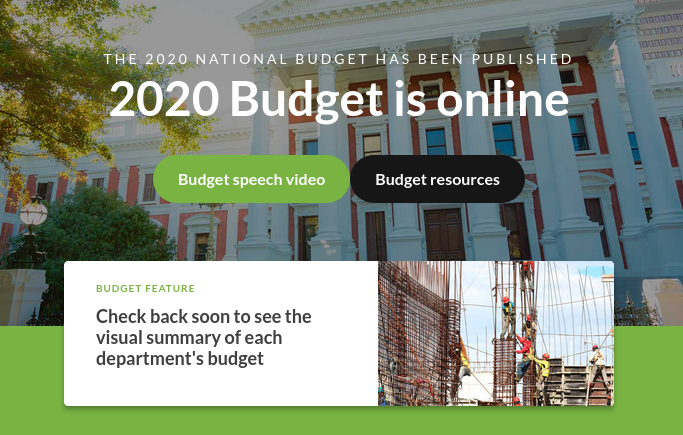 THE 2020 NATIONAL BUDGET HAS BEEN PUBLISHED
2020 Budget is online
Budget speech video
Budget resources
BUDGET FEATURE
Check back soon to see the
visual summary of each
department's budget